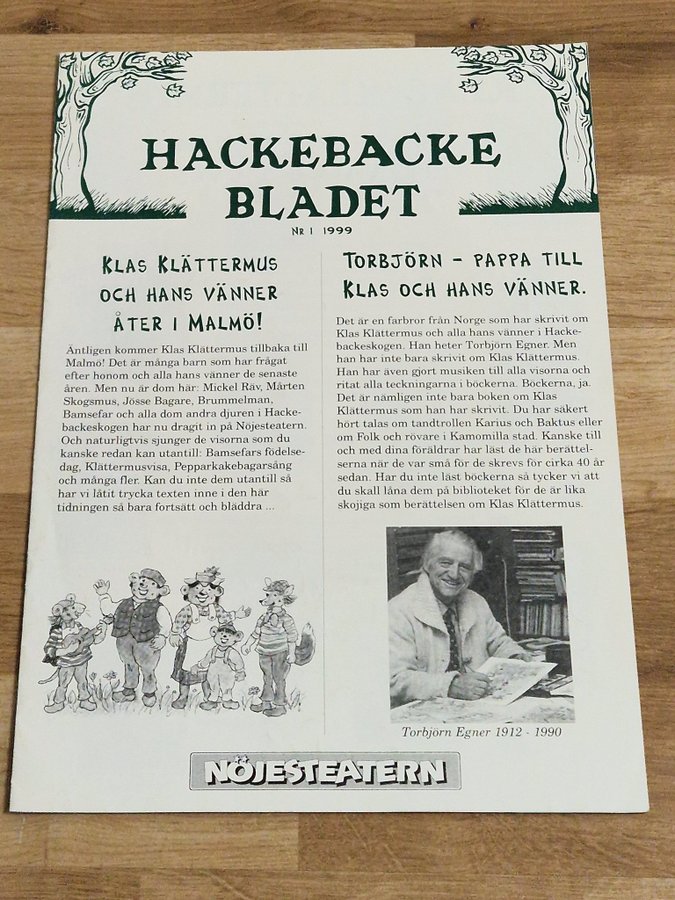 HACKEBACKE
BLADET
NR 1 1999
KLAS KLÄTTERMUS
OCH HANS VÄNNER
ÅTER I MALMÖ!
Äntligen kommer Klas Klättermus tillbaka till
Malmö! Det är många barn som har frågat
efter honom och alla hans vänner de senaste
åren. Men nu är dom här: Mickel Räv, Mårten
Skogsmus, Jösse Bagare, Brummelman,
Bamsefar och alla dom andra djuren i Hacke-
backeskogen har nu dragit in på Nöjesteatern.
Och naturligtvis sjunger de visorna som du
kanske redan kan utantill: Bamsefars födelse-
dag, Klättermusvisa, Pepparkakebagarsång
och många fler. Kan du inte dem utantill så
har vi låtit trycka texten inne i den här
tidningen så bara fortsätt och bläddra ...
TORBJÖRN - PAPPA TILL
KLAS OCH HANS VÄNNER.
Det är en farbror från Norge som har skrivit om
Klas Klättermus och alla hans vänner i Hacke-
backeskogen. Han heter Torbjörn Egner. Men
han har inte bara skrivit om Klas Klättermus.
Han har även gjort musiken till alla visorna och
ritat alla teckningarna i böckerna. Böckerna, ja.
Det är nämligen inte bara boken om Klas
Klättermus som han har skrivit. Du har säkert
hört talas om tandtrollen Karius och Baktus eller
om Folk och rövare i Kamomilla stad. Kanske till
och med dina föräldrar har läst de här berättel-
serna när de var små för de skrevs för cirka 40 år
sedan. Har du inte läst böckerna så tycker vi att
du skall låna dem på biblioteket för de är lika
skojiga som berättelsen om Klas Klättermus.
Torbjörn Egner 1912 - 1990
NÖJESTEATERN